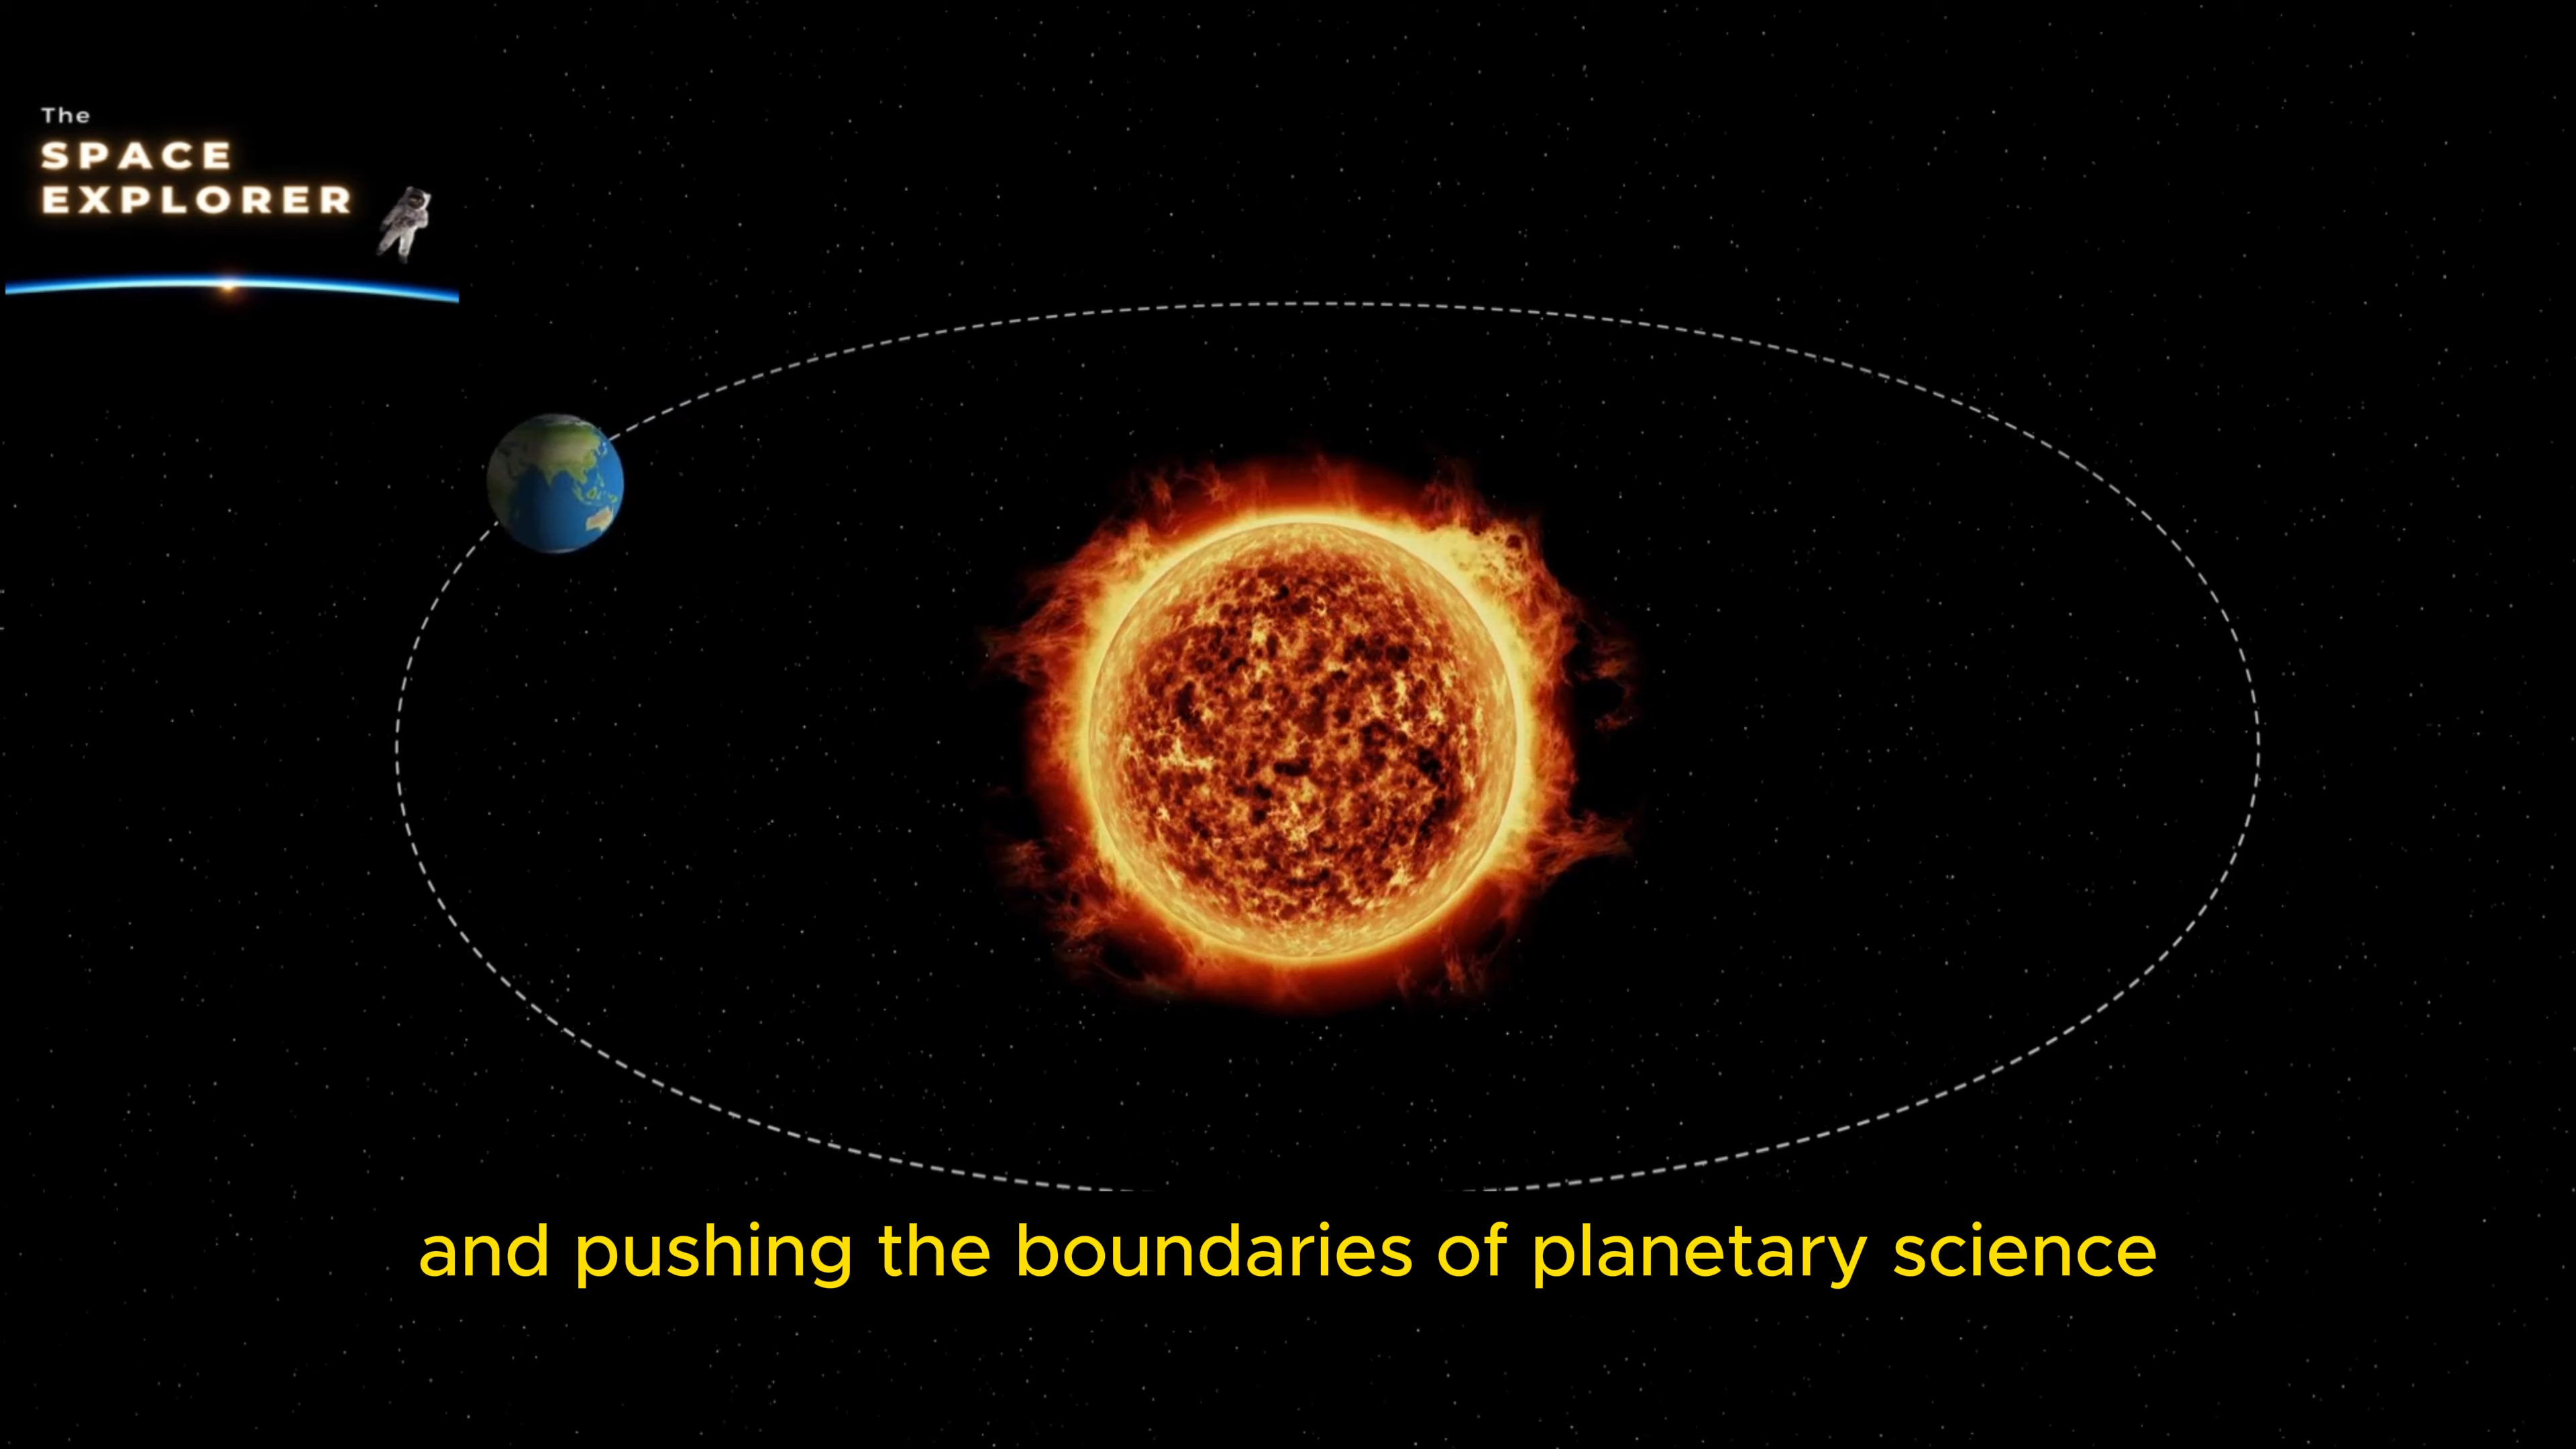 The
SPACE
EXPLORER
and pushing the boundaries of planetary science